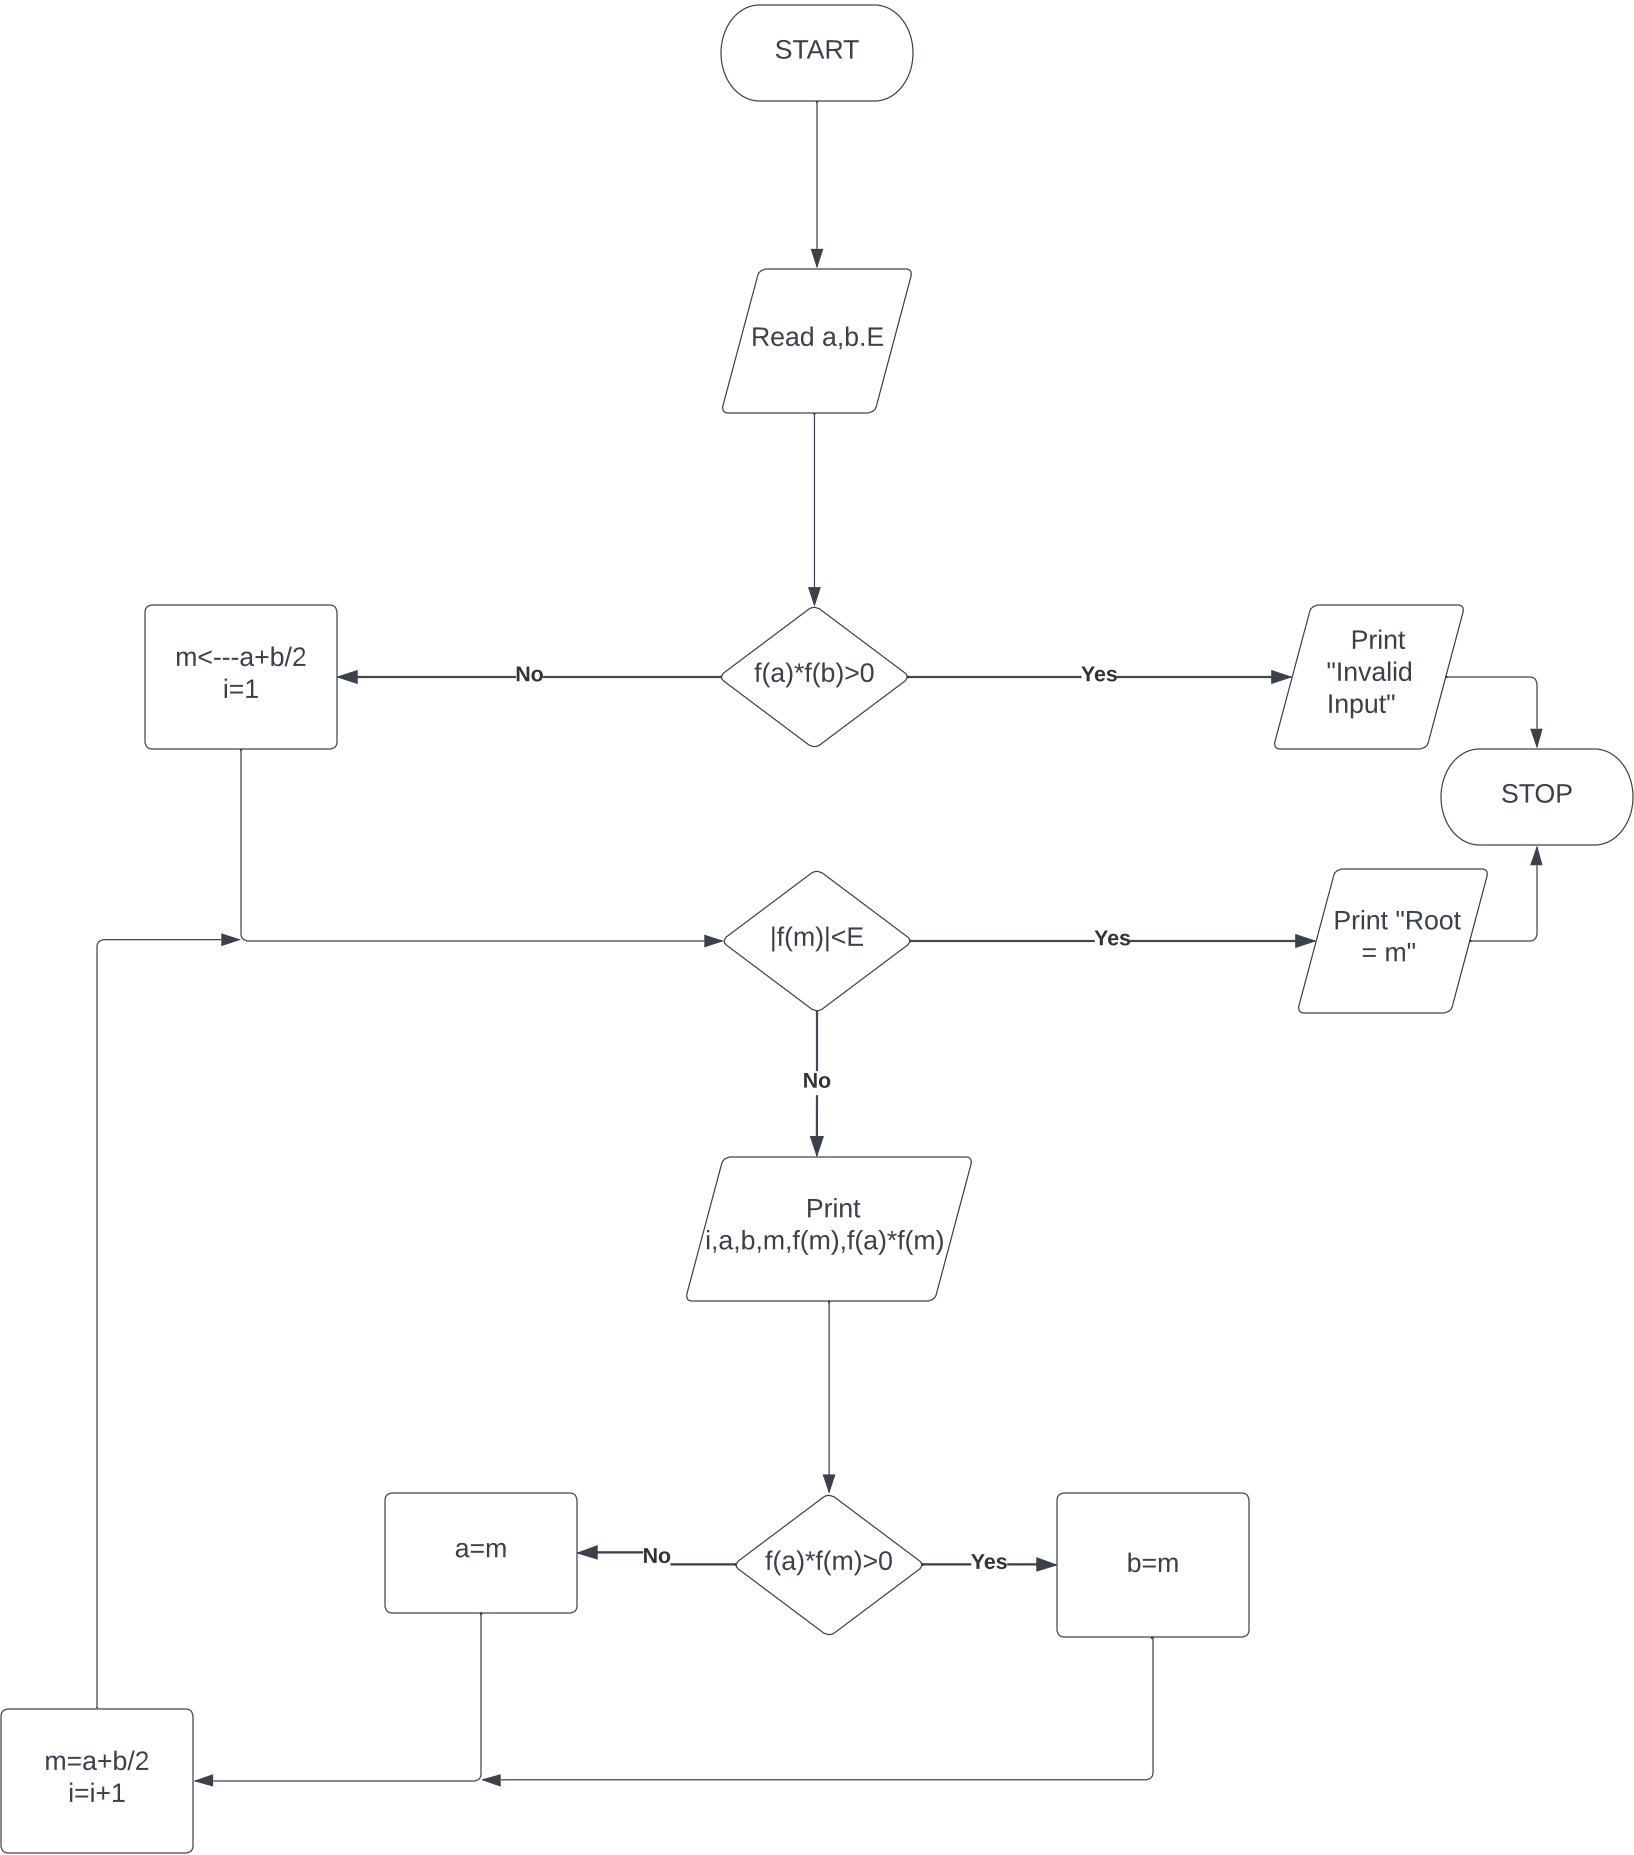 START
Read a,b.E
m<---a+b/2
i=1
No
f(a)*f(b)>0
Yes
Print
"Invalid
Input"
STOP
|f(m)|<E
Yes
Print "Root
= m"
No
Print
i,a,b,m,f(m),f(a)*f(m)
a=m
No
f(a)*f(m)>0
Yes
b=m
m=a+b/2
i=i+1